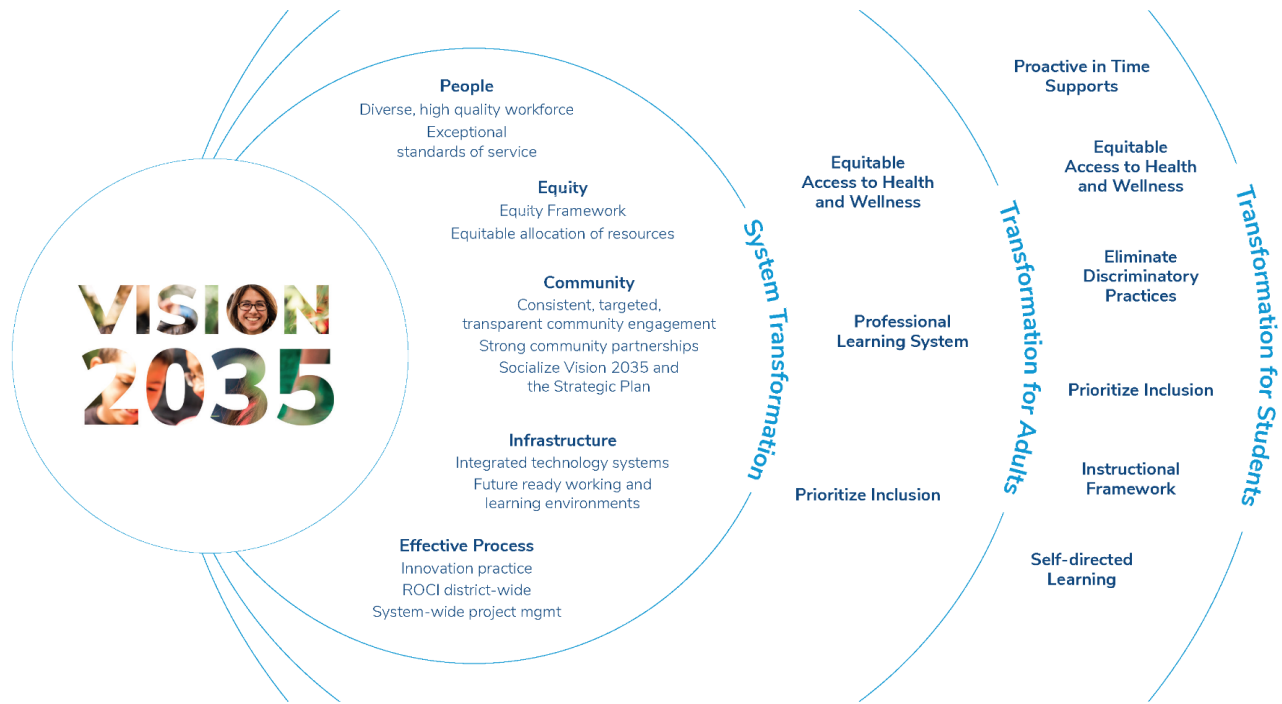 VISION
2035
People
Diverse, high quality workforce
Exceptional
standards of service
Equity
Equity Framework
Equitable allocation of resources
Community
Consistent, targeted,
transparent community engagement
Strong community partnerships
Socialize Vision 2035 and
the Strategic Plan
Infrastructure
Integrated technology systems
Future ready working and
learning environments
Effective Process
Innovation practice
ROCI district-wide
System-wide project mgmt
System Transformation
Equitable
Access to Health
and Wellness
Professional
Learning System
Prioritize Inclusion
Transformation for Adults
Proactive in Time
Supports
Equitable
Access to Health
and Wellness
Eliminate
Discriminatory
Practices
Prioritize Inclusion
Instructional
Framework
Self-directed
Learning
Transformation for Students